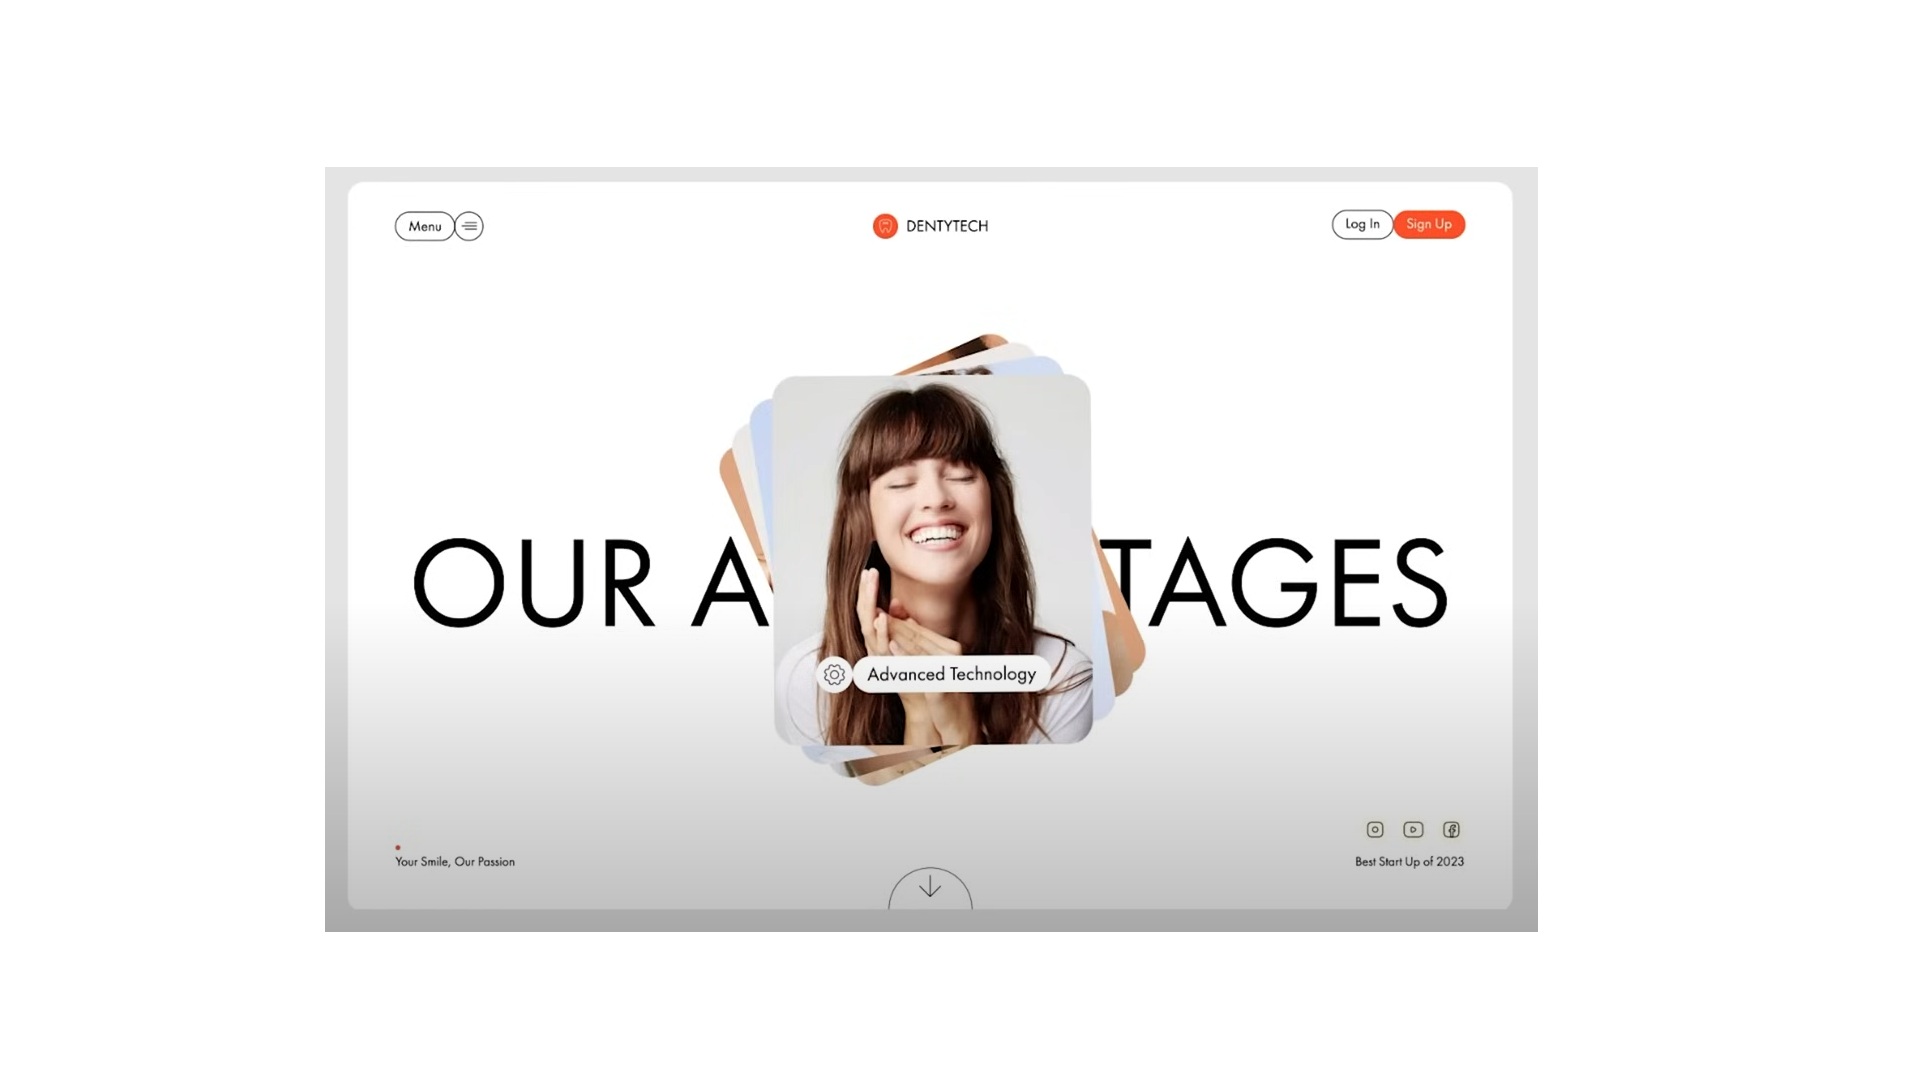 Menu
DENTYTECH
Log In
Sign Up
OUR A TAGES
Advanced Technology
Your Smile, Our Passion
Best Start Up of 2023